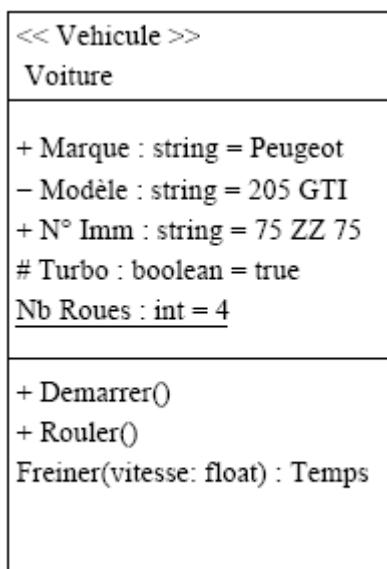 << Vehicule >>
Voiture
+ Marque : string = Peugeot
− Modèle : string = 205 GTI
+ N° Imm : string = 75 ZZ 75
# Turbo : boolean = true
Nb Roues : int = 4
+ Demarrer()
+ Rouler()
Freiner(vitesse: float) : Temps